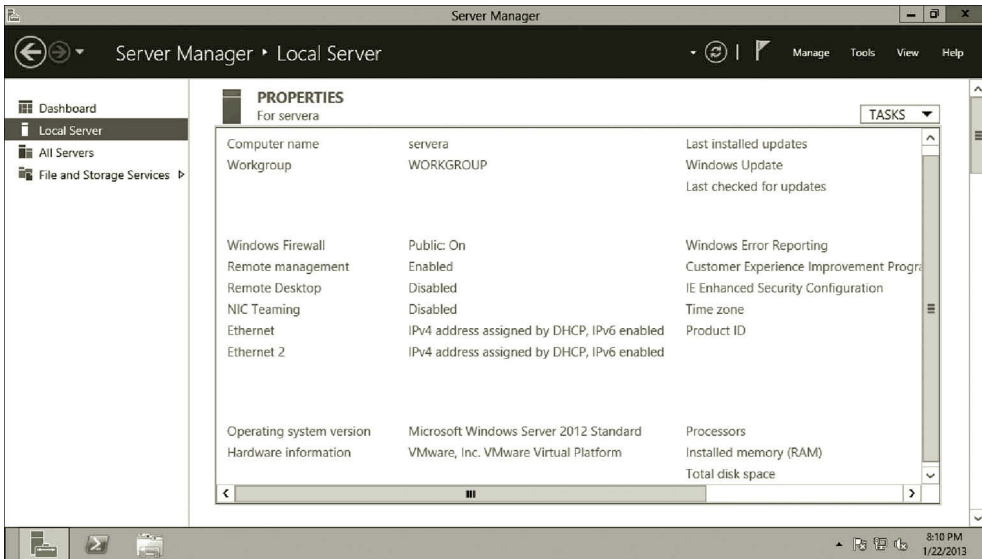 Server Manager
Server Manager ‣ Local Server
Manage Tools View Help
Dashboard
Local Server
All Servers
File and Storage Services
PROPERTIES
For servera
TASKS
Computer name servera Last installed updates
Workgroup WORKGROUP Windows Update
Last checked for updates
Windows Firewall Public: On Windows Error Reporting
Remote management Enabled Customer Experience Improvement Progra
Remote Desktop Disabled IE Enhanced Security Configuration
NIC Teaming Disabled Time zone
Ethernet IPv4 address assigned by DHCP, IPv6 enabled Product ID
Ethernet 2 IPv4 address assigned by DHCP, IPv6 enabled
Operating system version Microsoft Windows Server 2012 Standard Processors
Hardware information VMware, Inc. VMware Virtual Platform Installed memory (RAM)
Total disk space
8:10 PM
1/22/2013